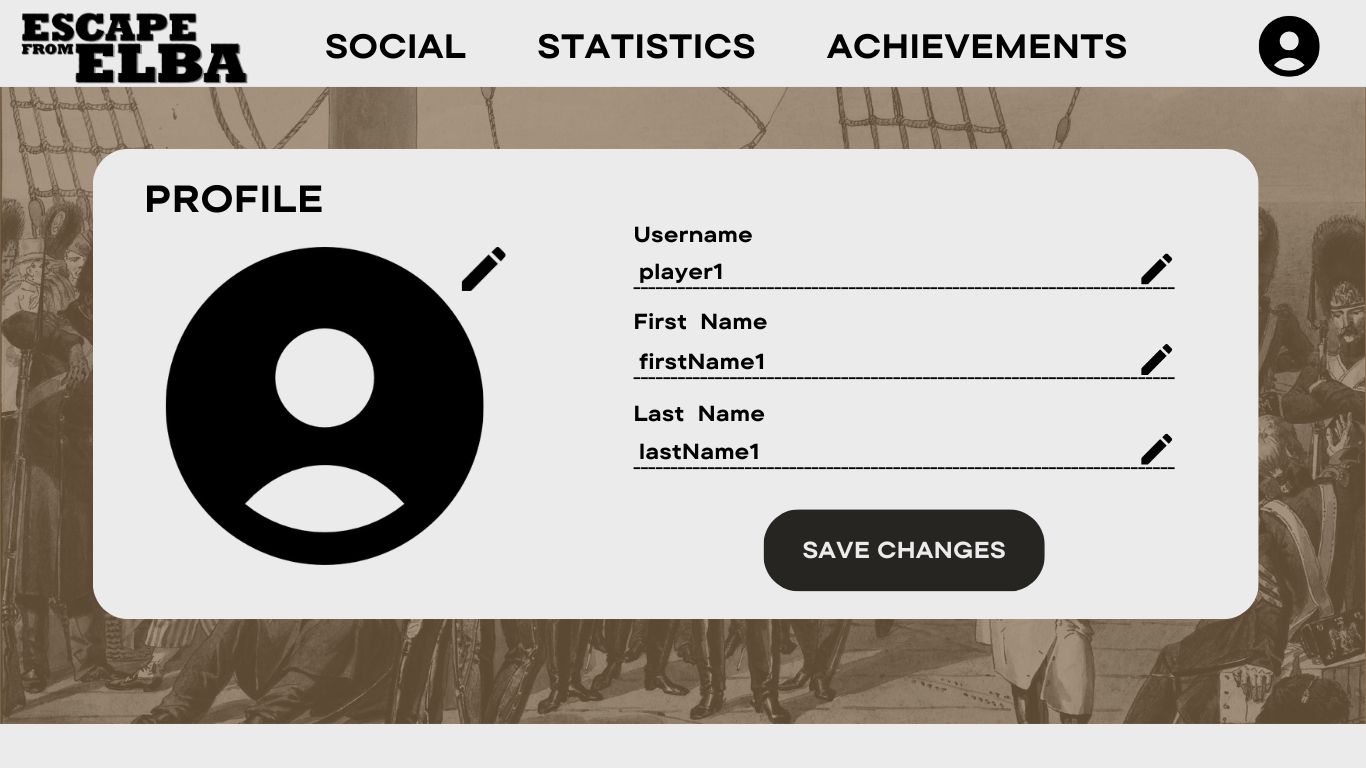 ESCAPE
FROM ELBA
SOCIAL STATISTICS ACHIEVEMENTS
PROFILE
Username
player1
First Name
firstName1
Last Name
lastName1
SAVE CHANGES